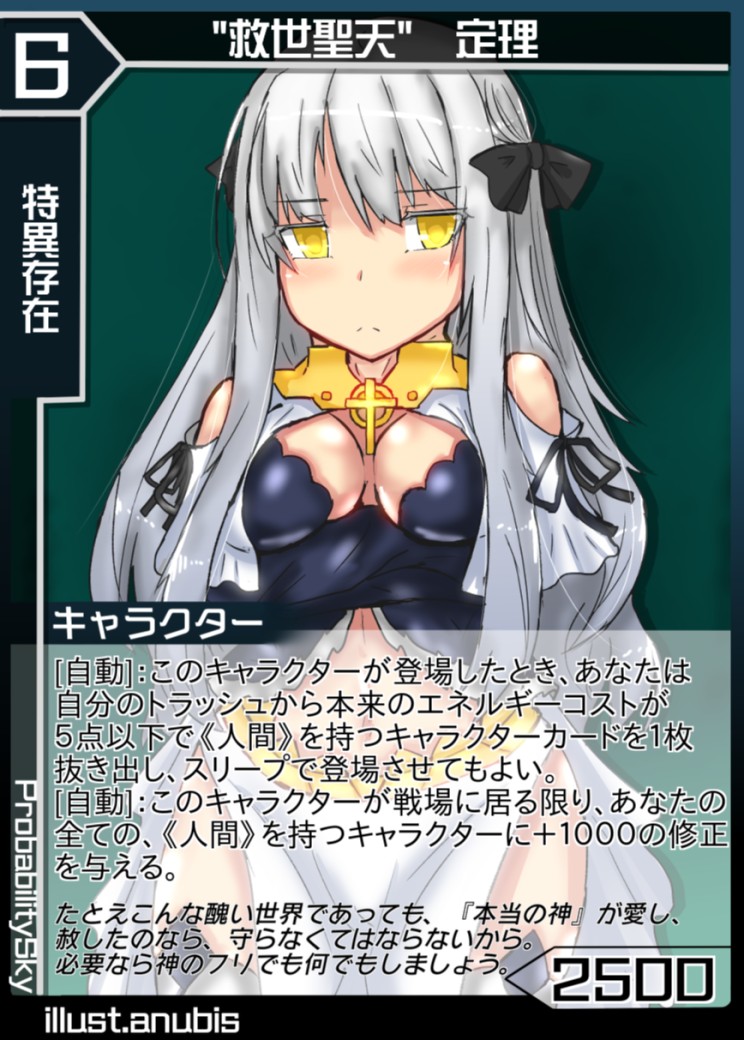 6
"救世聖天" 定理
特異存在
キャラクター
[自動]:このキャラクターが登場したとき、あなたは
自分のトラッシュから本来のエネルギーコストが
5点以下で《人間》を持つキャラクターカードを1枚
抜き出し、スリープで登場させてもよい。
[自動]:このキャラクターが戦場に居る限り、あなたの
全ての、《人間》を持つキャラクターに+1000の修正
を与える。
たとえこんな醜い世界であっても、『本当の神』が愛し、
赦したのなら、守らなくてはならないから。
必要なら神のフリでも何でもしましょう。
2500
ProbabilitySky
illust.anubis